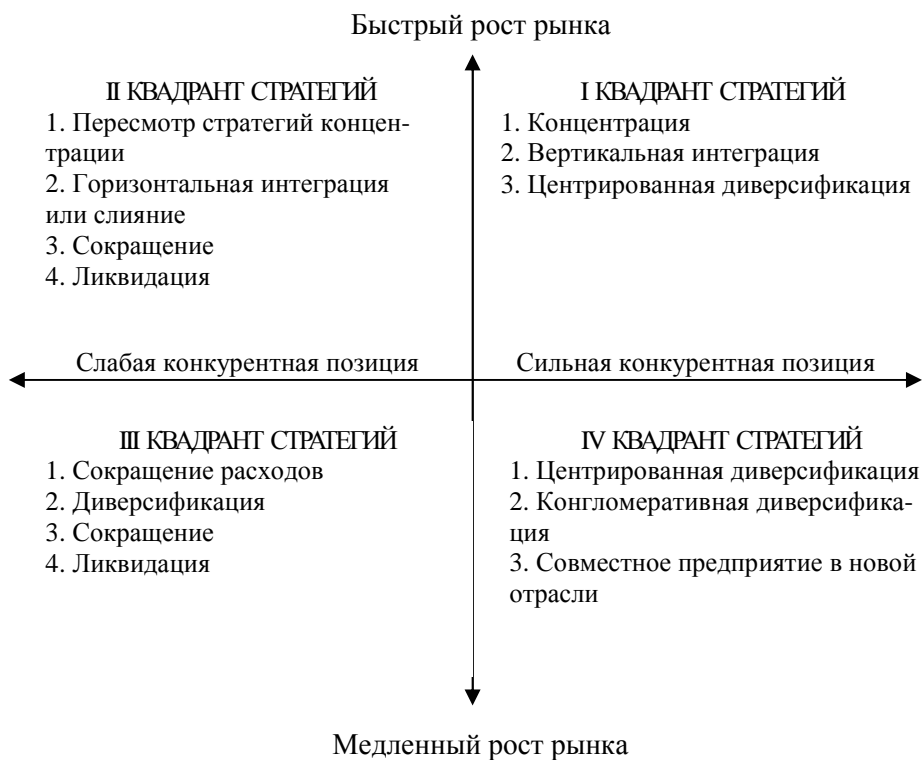 Быстрый рост рынка
II КВАДРАНТ СТРАТЕГИЙ
1. Пересмотр стратегий концен-
трации
2. Горизонтальная интеграция
или слияние
3. Сокращение
4. Ликвидация
I КВАДРАНТ СТРАТЕГИЙ
1. Концентрация
2. Вертикальная интеграция
3. Центрированная диверсификация
Слабая конкурентная позиция
Сильная конкурентная позиция
III КВАДРАНТ СТРАТЕГИЙ
1. Сокращение расходов
2. Диверсификация
3. Сокращение
4. Ликвидация
IV КВАДРАНТ СТРАТЕГИЙ
1. Центрированная диверсификация
2. Конгломеративная диверсифика-
ция
3. Совместное предприятие в новой
отрасли
Медленный рост рынка